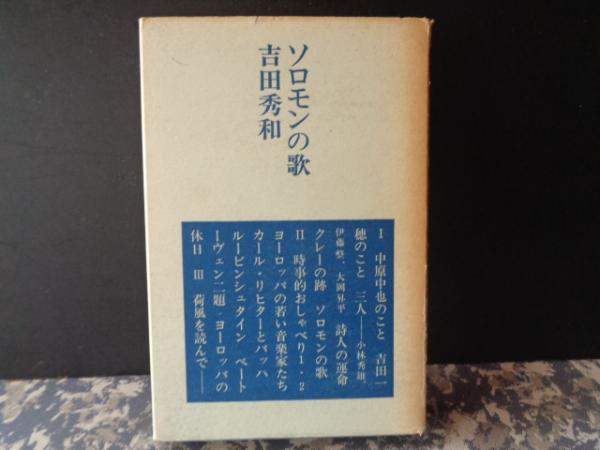 ソロモンの歌
吉田秀和
Ⅰ 中原中也のこと 吉田一
穂のこと 三人──小林秀雄、
伊藤整、大岡昇平 詩人の運命
クレーの跡 ソロモンの歌
Ⅱ 時事的おしゃべり1・2
ヨーロッパの若い音楽家たち
カール・リヒターとバッハ
ルービンシュタイン ベート
ーヴェン二題・ヨーロッパの
休日 Ⅲ 荷風を読んで──